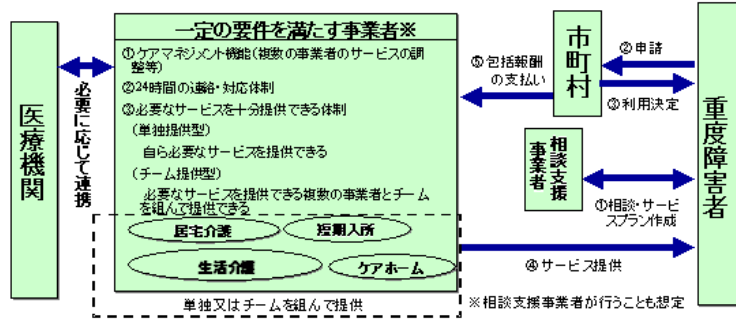 一定の要件を満たす事業者※
①ケアマネジメント機能(複数の事業者のサービスの調
整等)
②24時間の連絡・対応体制
③必要なサービスを十分提供できる体制
(単独提供型)
自ら必要なサービスを提供できる
(チーム提供型)
必要なサービスを提供できる複数の事業者とチーム
を組んで提供できる
居宅介護
短期入所
生活介護
ケアホーム
単独又はチームを組んで提供
医療機関
必要に応じて連携
⑤包括報酬
の支払い
市町村
②申請
③利用決定
相談支援
事業者
①相談・サービ
スプラン作成
④サービス提供
重度障害者
※相談支援事業者が行うことも想定